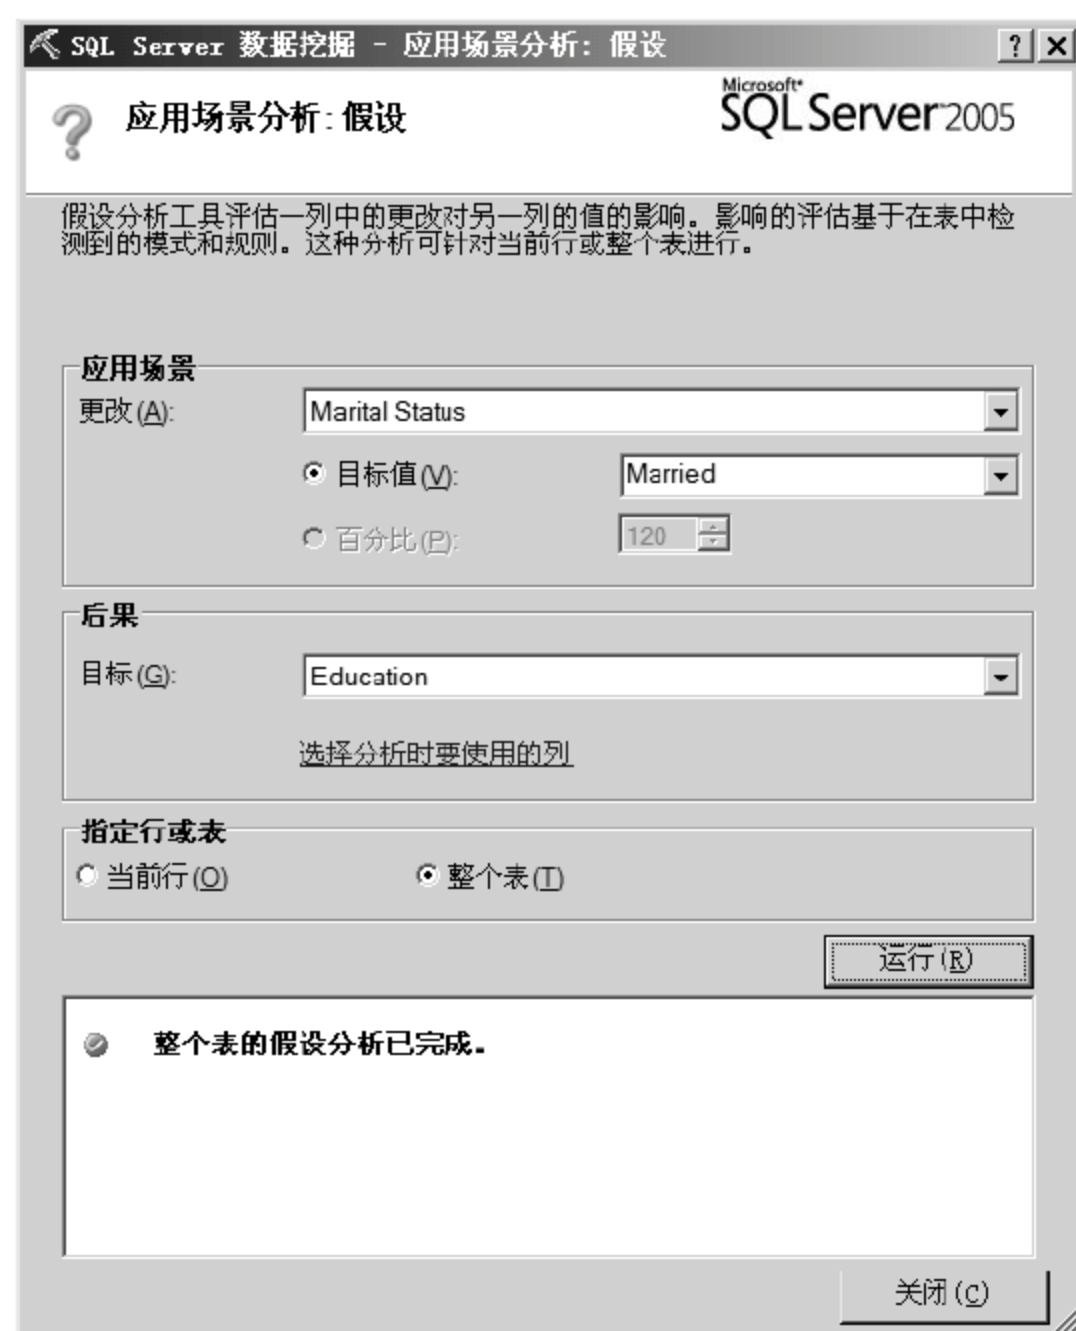 SQL Server 数据挖掘 - 应用场景分析: 假设
应用场景分析:假设
Microsoft
SQL Server 2005
假设分析工具评估一列中的更改对另一列的值的影响。影响的评估基于在表中检
测到的模式和规则。这种分析可针对当前行或整个表进行。
应用场景
更改(A): Marital Status
目标值(V): Married
百分比(P): 120
后果
目标(G): Education
选择分析时要使用的列
指定行或表
当前行(O) 整个表(T)
运行(R)
整个表的假设分析已完成。
关闭(C)